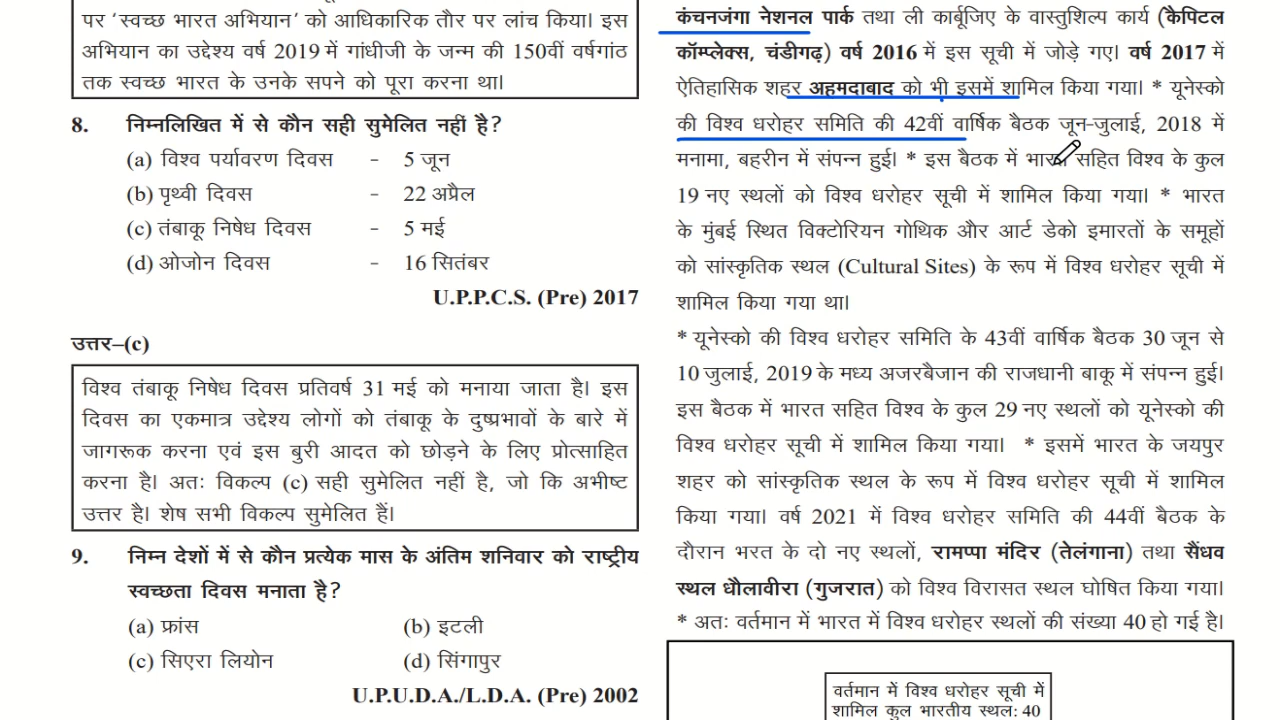 पर ‘स्वच्छ भारत अभियान’ को आधिकारिक तौर पर लांच किया। इस
अभियान का उद्देश्य वर्ष 2019 में गांधीजी के जन्म की 150वीं वर्षगांठ
तक स्वच्छ भारत के उनके सपने को पूरा करना था।
8. निम्नलिखित में से कौन सही सुमेलित नहीं है?
(a) विश्व पर्यावरण दिवस - 5 जून
(b) पृथ्वी दिवस - 22 अप्रैल
(c) तंबाकू निषेध दिवस - 5 मई
(d) ओजोन दिवस - 16 सितंबर
U.P.P.C.S. (Pre) 2017
उत्तर–(c)
विश्व तंबाकू निषेध दिवस प्रतिवर्ष 31 मई को मनाया जाता है। इस
दिवस का एकमात्र उद्देश्य लोगों को तंबाकू के दुष्प्रभावों के बारे में
जागरूक करना एवं इस बुरी आदत को छोड़ने के लिए प्रोत्साहित
करना है। अतः विकल्प (c) सही सुमेलित नहीं है, जो कि अभीष्ट
उत्तर है। शेष सभी विकल्प सुमेलित हैं।
9. निम्न देशों में से कौन प्रत्येक मास के अंतिम शनिवार को राष्ट्रीय
स्वच्छता दिवस मनाता है?
(a) फ्रांस (b) इटली
(c) सिएरा लियोन (d) सिंगापुर
U.P.U.D.A./L.D.A. (Pre) 2002
कंचनजंगा नेशनल पार्क तथा ली कार्बूजिए के वास्तुशिल्प कार्य (कैपिटल
कॉम्प्लेक्स, चंडीगढ़) वर्ष 2016 में इस सूची में जोड़े गए। वर्ष 2017 में
ऐतिहासिक शहर अहमदाबाद को भी इसमें शामिल किया गया। * यूनेस्को
की विश्व धरोहर समिति की 42वीं वार्षिक बैठक जून-जुलाई, 2018 में
मनामा, बहरीन में संपन्न हुई। * इस बैठक में भारत सहित विश्व के कुल
19 नए स्थलों को विश्व धरोहर सूची में शामिल किया गया। * भारत
के मुंबई स्थित विक्टोरियन गोथिक और आर्ट डेको इमारतों के समूहों
को सांस्कृतिक स्थल (Cultural Sites) के रूप में विश्व धरोहर सूची में
शामिल किया गया था।
* यूनेस्को की विश्व धरोहर समिति के 43वीं वार्षिक बैठक 30 जून से
10 जुलाई, 2019 के मध्य अजरबैजान की राजधानी बाकू में संपन्न हुई।
इस बैठक में भारत सहित विश्व के कुल 29 नए स्थलों को यूनेस्को की
विश्व धरोहर सूची में शामिल किया गया। * इसमें भारत के जयपुर
शहर को सांस्कृतिक स्थल के रूप में विश्व धरोहर सूची में शामिल
किया गया। वर्ष 2021 में विश्व धरोहर समिति की 44वीं बैठक के
दौरान भरत के दो नए स्थलों, रामप्पा मंदिर (तेलंगाना) तथा सैंधव
स्थल धौलावीरा (गुजरात) को विश्व विरासत स्थल घोषित किया गया।
* अतः वर्तमान में भारत में विश्व धरोहर स्थलों की संख्या 40 हो गई है।
वर्तमान में विश्व धरोहर सूची में
शामिल कुल भारतीय स्थल: 40